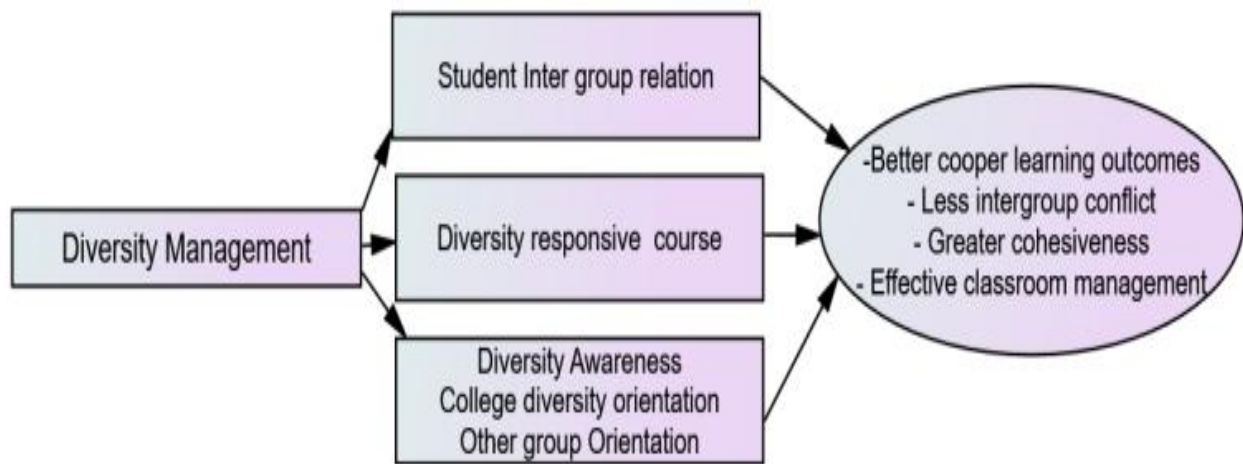 Student Inter group relation
Diversity Management
Diversity responsive course
Diversity Awareness
College diversity orientation
Other group Orientation
-Better cooper learning outcomes
- Less intergroup conflict
- Greater cohesiveness
- Effective classroom management